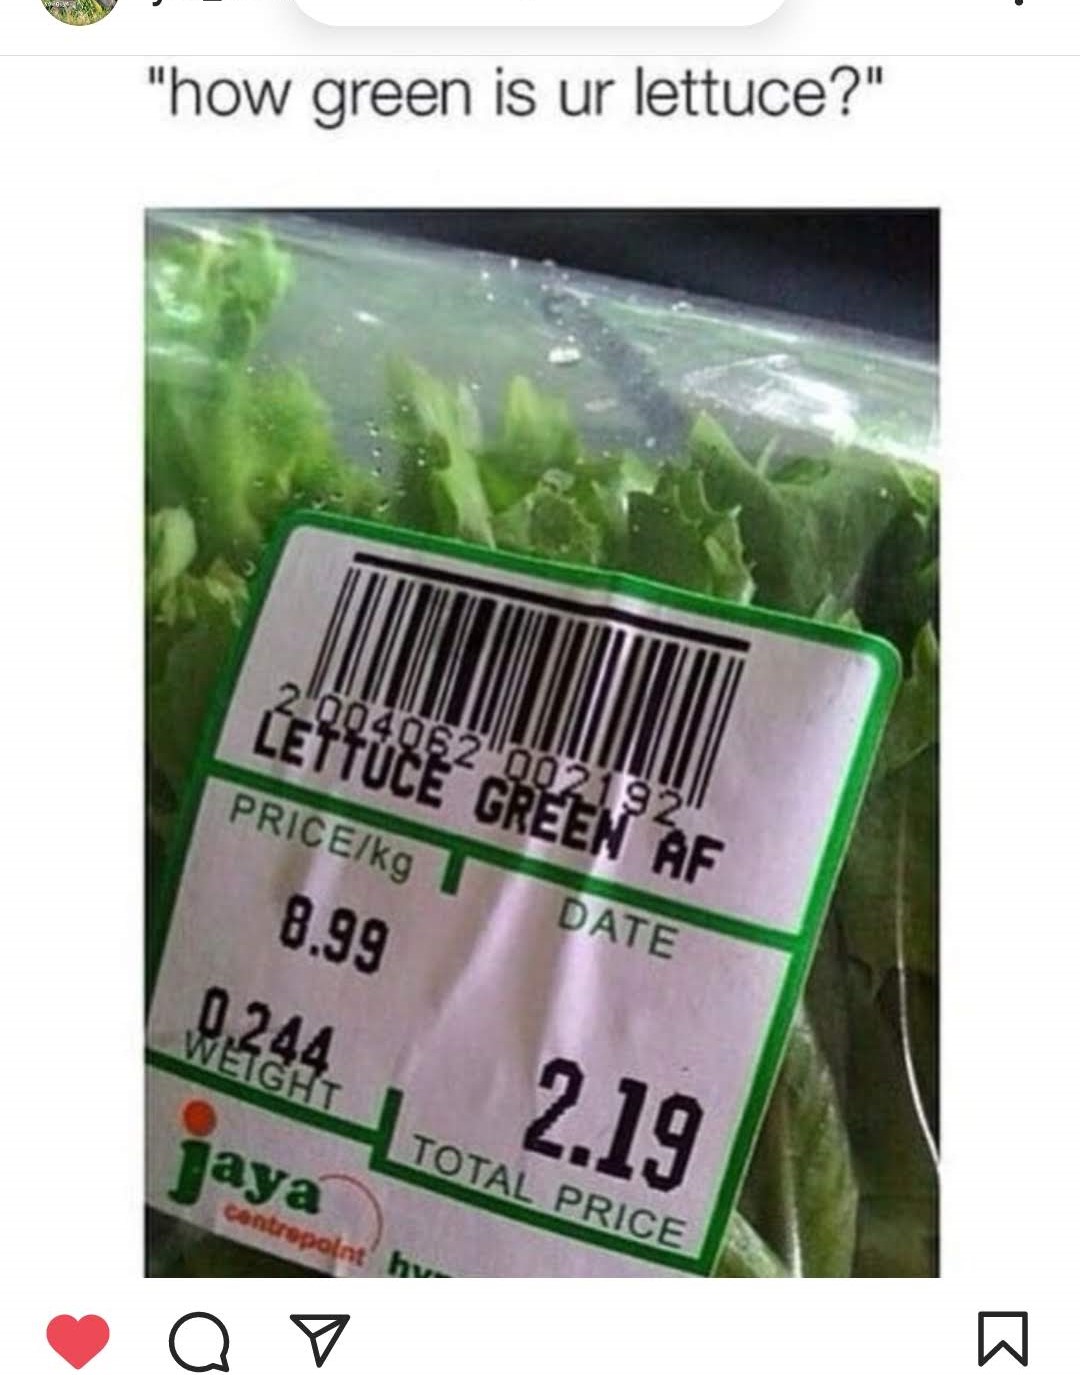 "how green is ur lettuce?"
2 004062 002192
LETTUCE GREEN AF
PRICE/kg
DATE
8.99
0.244
WEIGHT
2.19
TOTAL PRICE
jaya
centrepoint